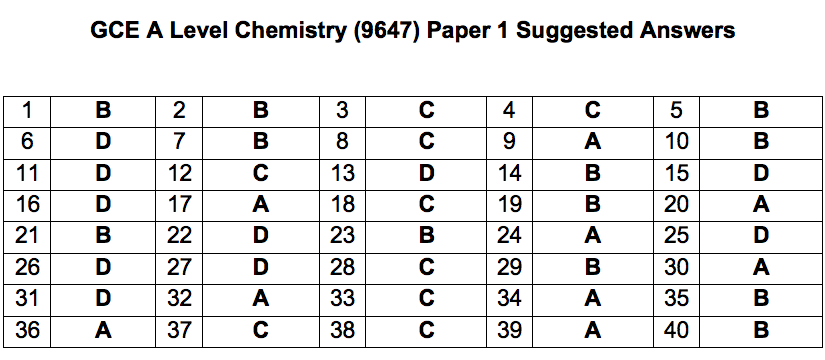 GCE A Level Chemistry (9647) Paper 1 Suggested Answers
1 B 2 B 3 C 4 C 5 B
6 D 7 B 8 C 9 A 10 B
11 D 12 C 13 D 14 B 15 D
16 D 17 A 18 C 19 B 20 A
21 B 22 D 23 B 24 A 25 D
26 D 27 D 28 C 29 B 30 A
31 D 32 A 33 C 34 A 35 B
36 A 37 C 38 C 39 A 40 B